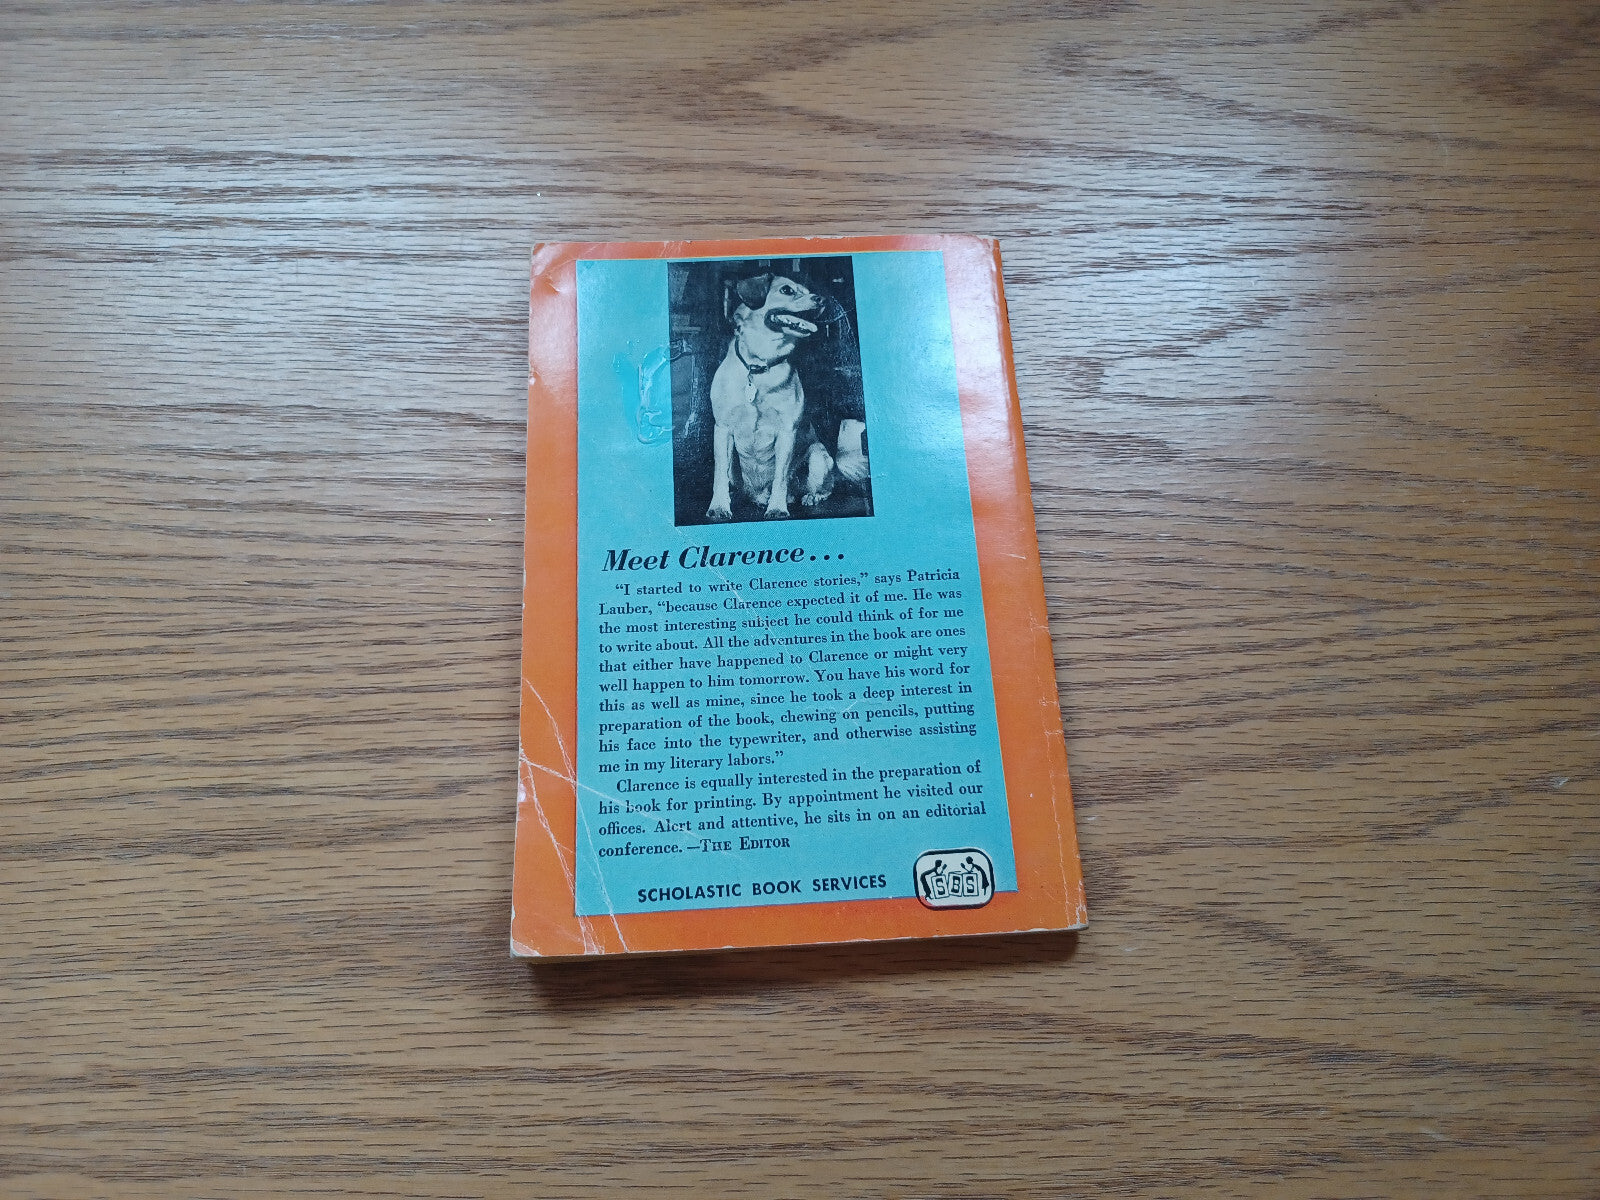 Meet Clarence...
“I started to write Clarence stories,” says Patricia
Lauber, “because Clarence expected it of me. He was
the most interesting subject he could think of for me
to write about. All the adventures in the book are ones
that either have happened to Clarence or might very
well happen to him tomorrow. You have his word for
this as well as mine, since he took a deep interest in
preparation of the book, chewing on pencils, putting
his face into the typewriter, and otherwise assisting
me in my literary labors.”
Clarence is equally interested in the preparation of
his book for printing. By appointment he visited our
offices. Alert and attentive, he sits in on an editorial
conference. —THE EDITOR
SCHOLASTIC BOOK SERVICES
SBS